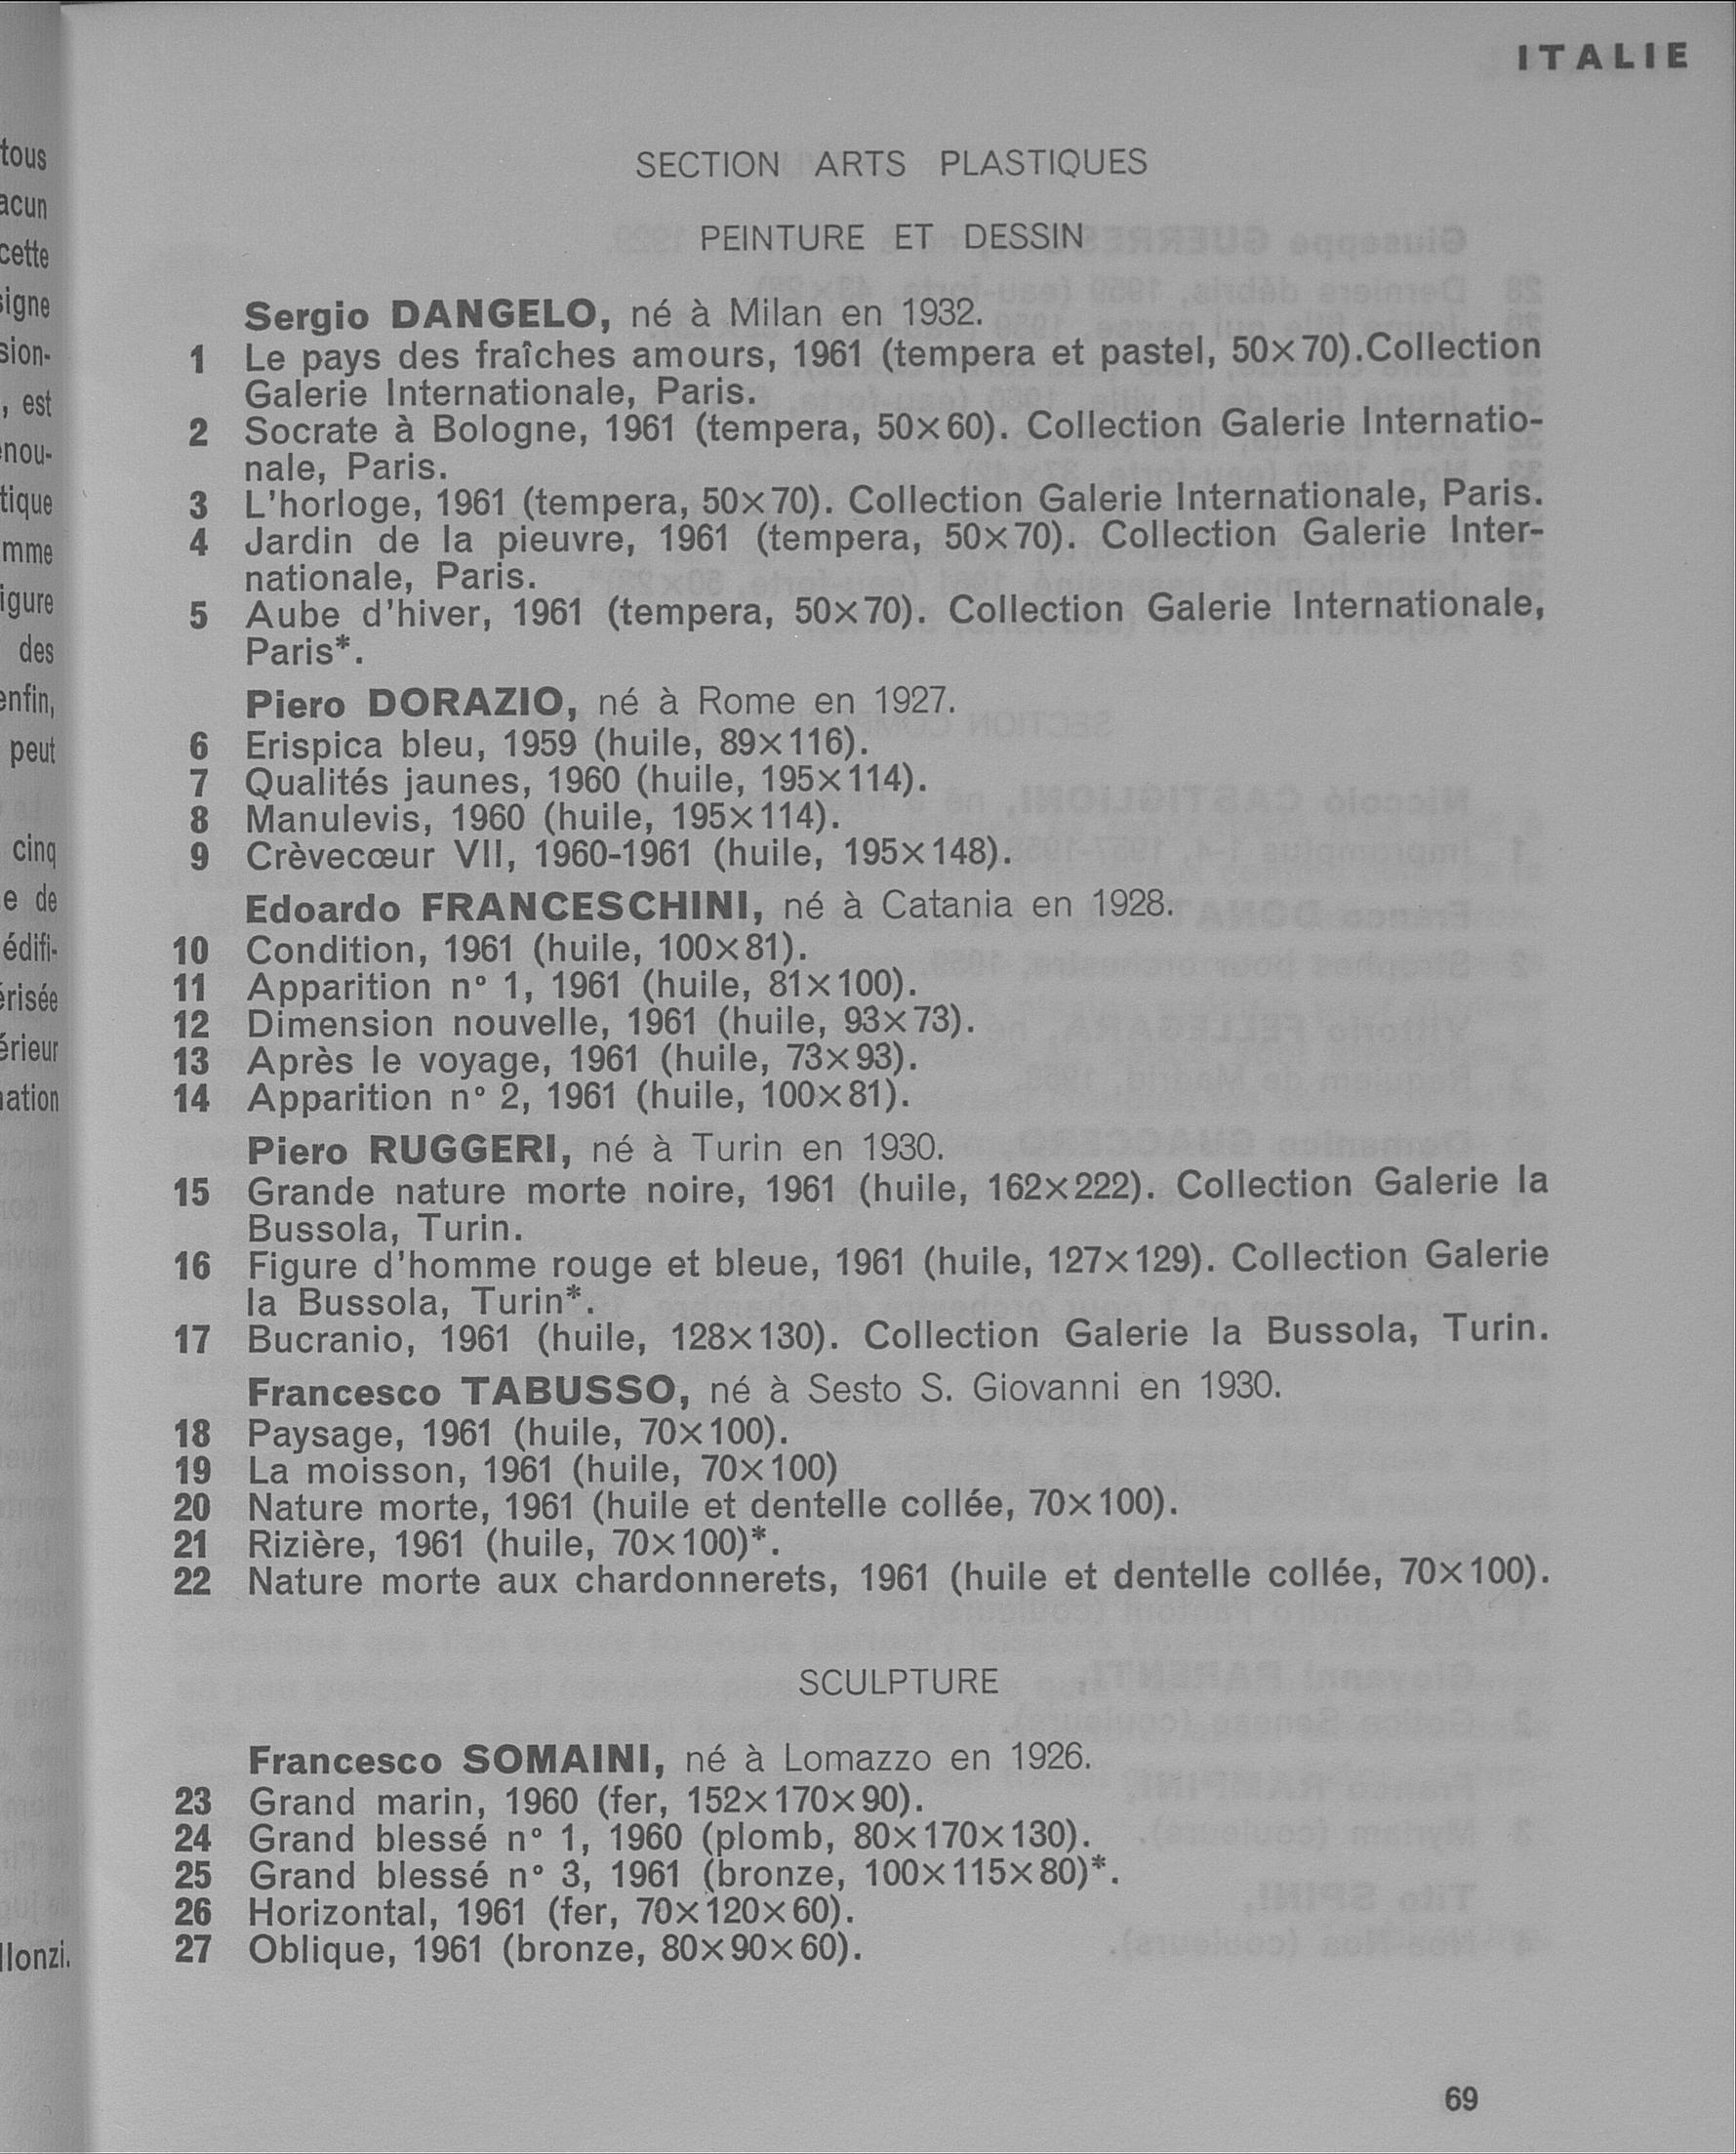 ITALIE
SECTION ARTS PLASTIQUES
PEINTURE ET DESSIN
Sergio DANGELO, né à Milan en 1932.
1 Le pays des fraîches amours, 1961 (tempera et pastel, 50×70).Collection
Galerie Internationale, Paris.
2 Socrate à Bologne, 1961 (tempera, 50×60). Collection Galerie Internatio-
nale, Paris.
3 L'horloge, 1961 (tempera, 50×70). Collection Galerie Internationale, Paris.
4 Jardin de la pieuvre, 1961 (tempera, 50×70). Collection Galerie Inter-
nationale, Paris.
5 Aube d'hiver, 1961 (tempera, 50×70). Collection Galerie Internationale,
Paris*.
Piero DORAZIO, né à Rome en 1927.
6 Erispica bleu, 1959 (huile, 89×116).
7 Qualités jaunes, 1960 (huile, 195×114).
8 Manulevis, 1960 (huile, 195×114).
9 Crèvecœur VII, 1960-1961 (huile, 195×148).
Edoardo FRANCESCHINI, né à Catania en 1928.
10 Condition, 1961 (huile, 100×81).
11 Apparition n° 1, 1961 (huile, 81×100).
12 Dimension nouvelle, 1961 (huile, 93×73).
13 Après le voyage, 1961 (huile, 73×93).
14 Apparition n° 2, 1961 (huile, 100×81).
Piero RUGGERI, né à Turin en 1930.
15 Grande nature morte noire, 1961 (huile, 162×222). Collection Galerie la
Bussola, Turin.
16 Figure d'homme rouge et bleue, 1961 (huile, 127×129). Collection Galerie
la Bussola, Turin*.
17 Bucranio, 1961 (huile, 128×130). Collection Galerie la Bussola, Turin.
Francesco TABUSSO, né à Sesto S. Giovanni en 1930.
18 Paysage, 1961 (huile, 70×100).
19 La moisson, 1961 (huile, 70×100)
20 Nature morte, 1961 (huile et dentelle collée, 70×100).
21 Rizière, 1961 (huile, 70×100)*.
22 Nature morte aux chardonnerets, 1961 (huile et dentelle collée, 70×100).
SCULPTURE
Francesco SOMAINI, né à Lomazzo en 1926.
23 Grand marin, 1960 (fer, 152×170×90).
24 Grand blessé n° 1, 1960 (plomb, 80×170×130).
25 Grand blessé n° 3, 1961 (bronze, 100×115×80)*.
26 Horizontal, 1961 (fer, 70×120×60).
27 Oblique, 1961 (bronze, 80×90×60).
69